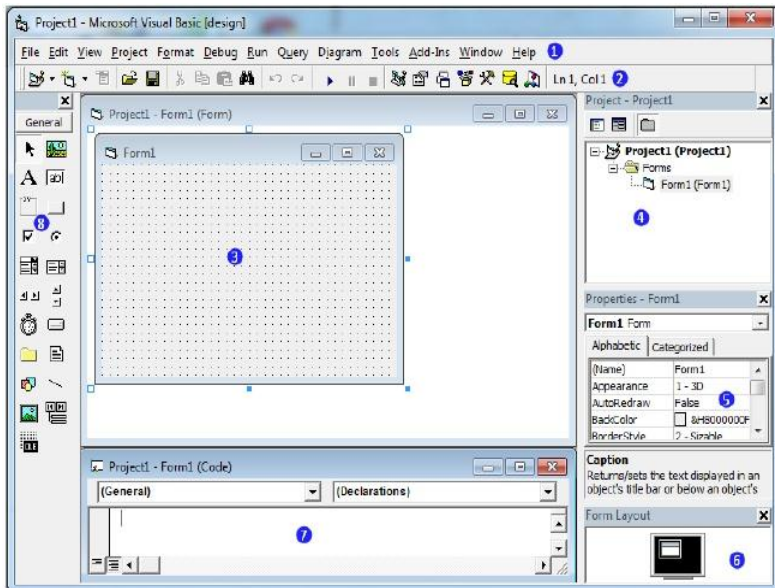 Project1 - Microsoft Visual Basic [design]
File Edit View Project Format Debug Run Query Diagram Tools Add-Ins Window Help 1
Ln 1, Col 1 2
General
A ab
8
Project1 - Form1 (Form)
Form1
3
Project - Project1
Project1 (Project1)
Forms
Form1 (Form1)
4
Properties - Form1
Form1 Form
Alphabetic Categorized
(Name) Form1
Appearance 1 - 3D
AutoRedraw False
BackColor &H8000000F
BorderStyle 2 - Sizable
5
Caption
Returns/sets the text displayed in an
object's title bar or below an object's
Form Layout
6
Project1 - Form1 (Code)
(General) (Declarations)
7